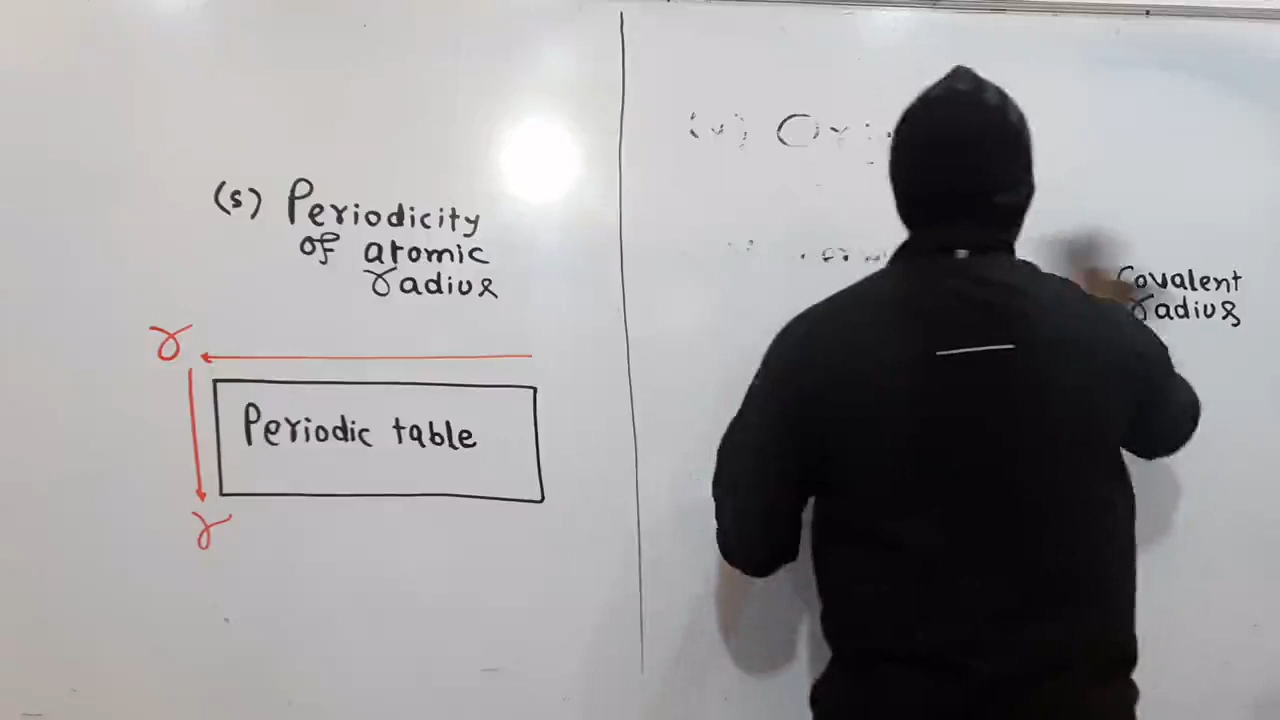 (s) Periodicity
of atomic
radius
r
Periodic table
r
Covalent
radius